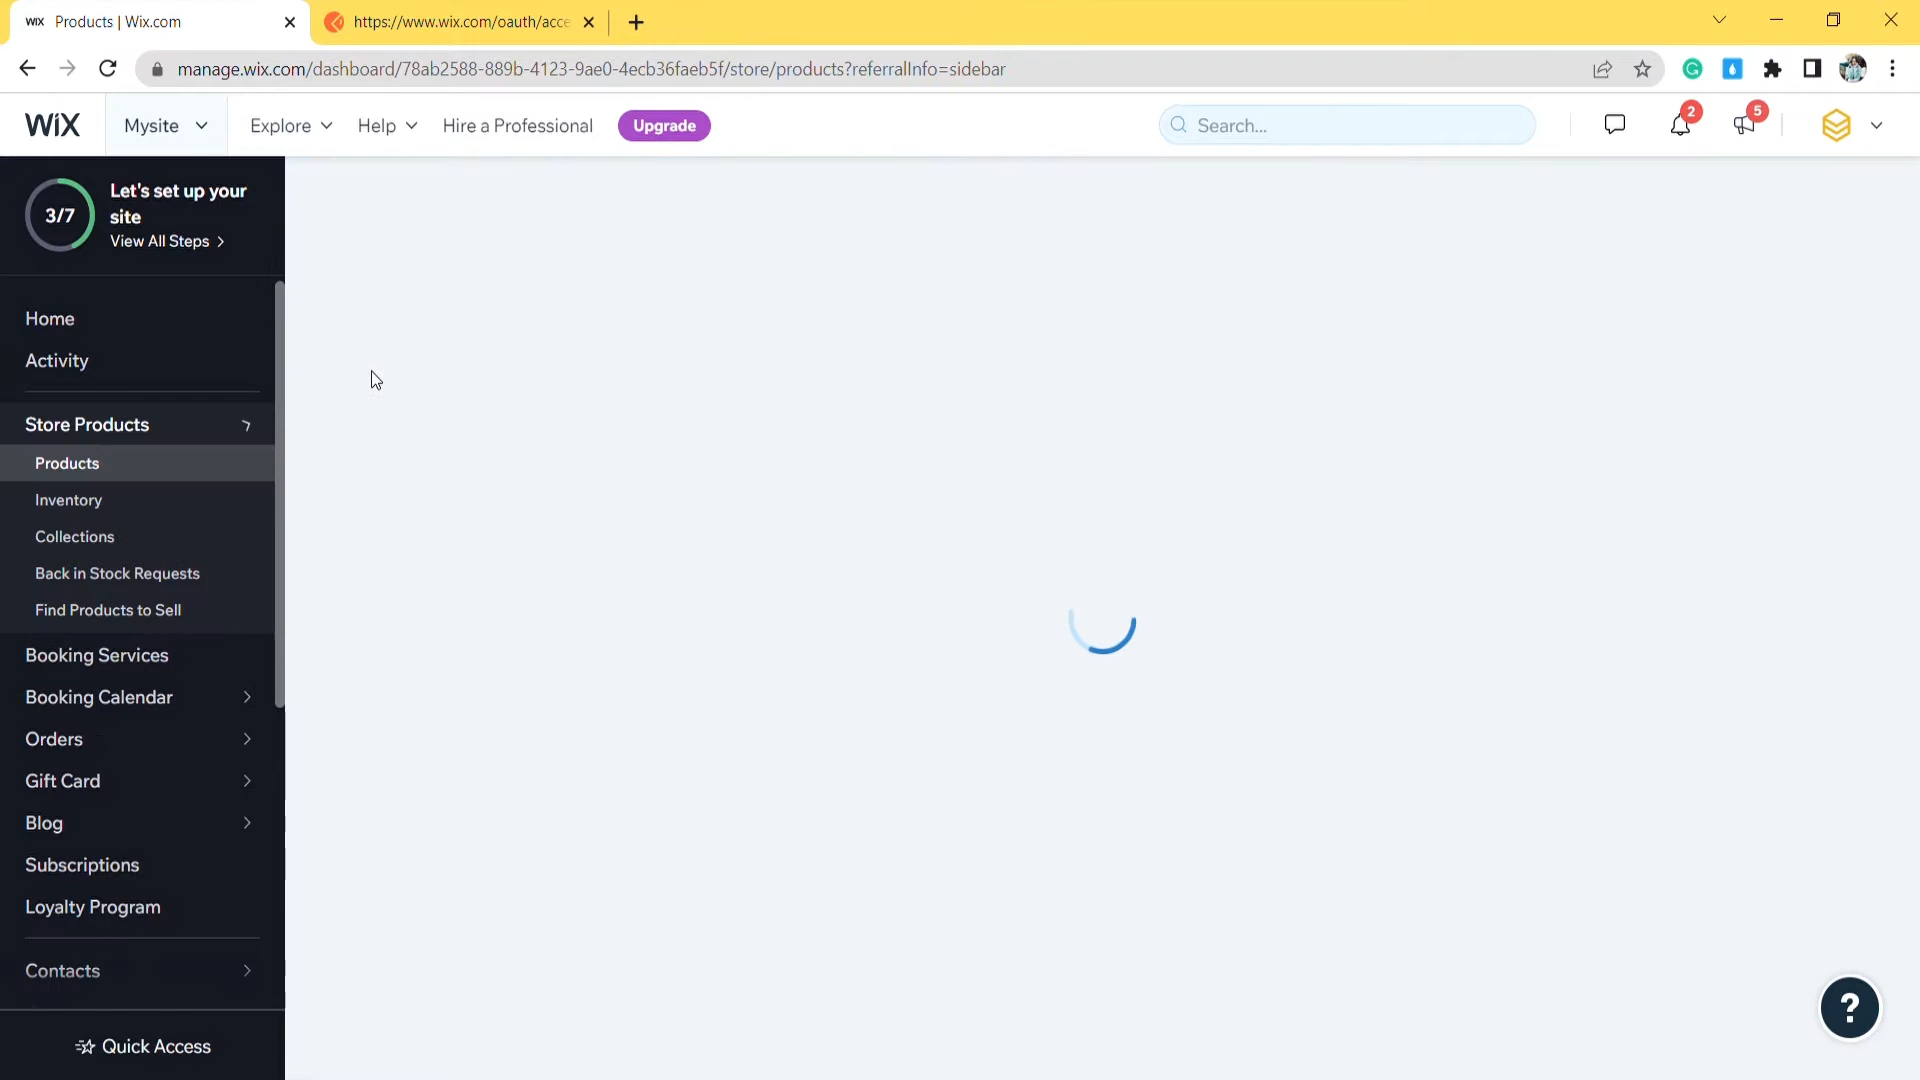 WIX Products | Wix.com
https://www.wix.com/oauth/acce
manage.wix.com/dashboard/78ab2588-889b-4123-9ae0-4ecb36faeb5f/store/products?referralInfo=sidebar
WIX
Mysite
Explore
Help
Hire a Professional
Upgrade
Search...
2
5
3/7
Let's set up your
site
View All Steps
Home
Activity
Store Products
Products
Inventory
Collections
Back in Stock Requests
Find Products to Sell
Booking Services
Booking Calendar
Orders
Gift Card
Blog
Subscriptions
Loyalty Program
Contacts
Quick Access
?